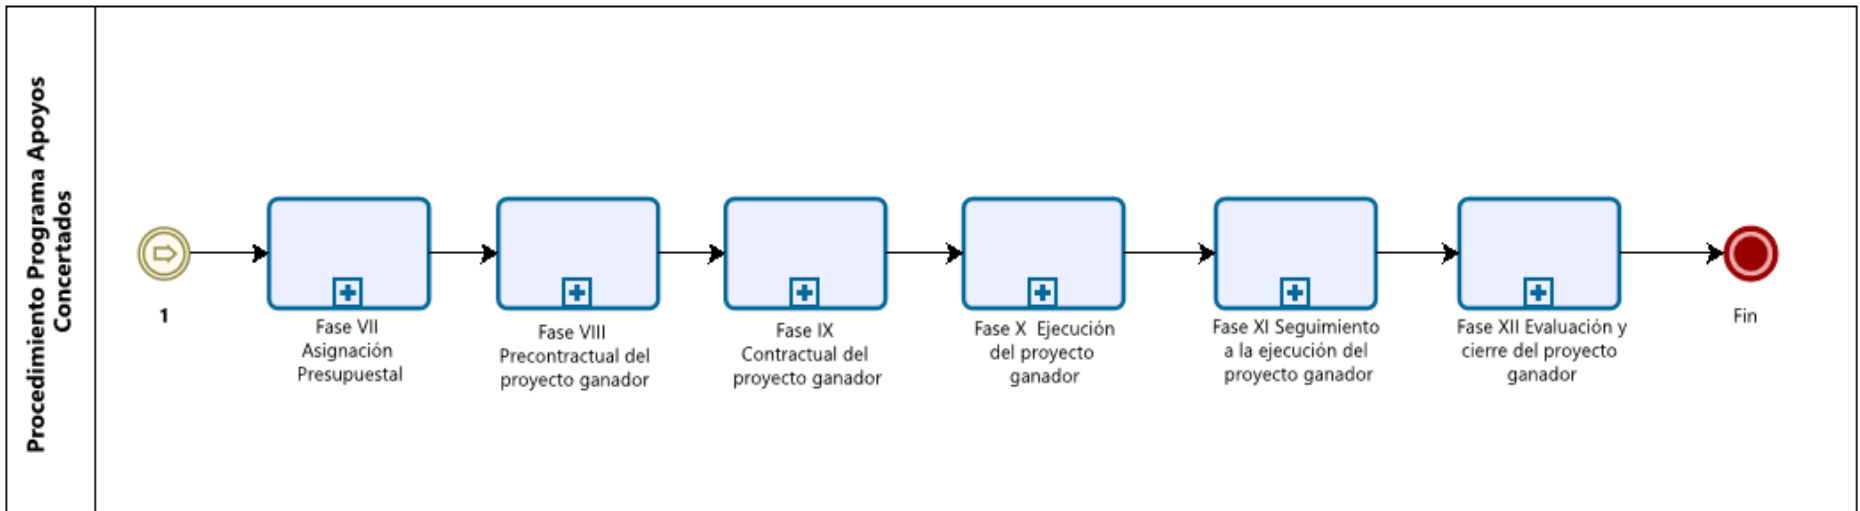 Procedimiento Programa Apoyos
Concertados
1
Fase VII
Asignación
Presupuestal
Fase VIII
Precontractual del
proyecto ganador
Fase IX
Contractual del
proyecto ganador
Fase X  Ejecución
del proyecto
ganador
Fase XI Seguimiento
a la ejecución del
proyecto ganador
Fase XII Evaluación y
cierre del proyecto
ganador
Fin